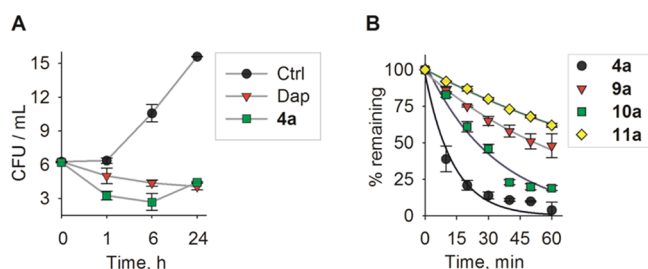 A
CFU / mL
15
12
9
6
3
0
1
6
24
Time, h
Ctrl
Dap
4a
B
% remaining
100
75
50
25
0
0
15
30
45
60
Time, min
4a
9a
10a
11a